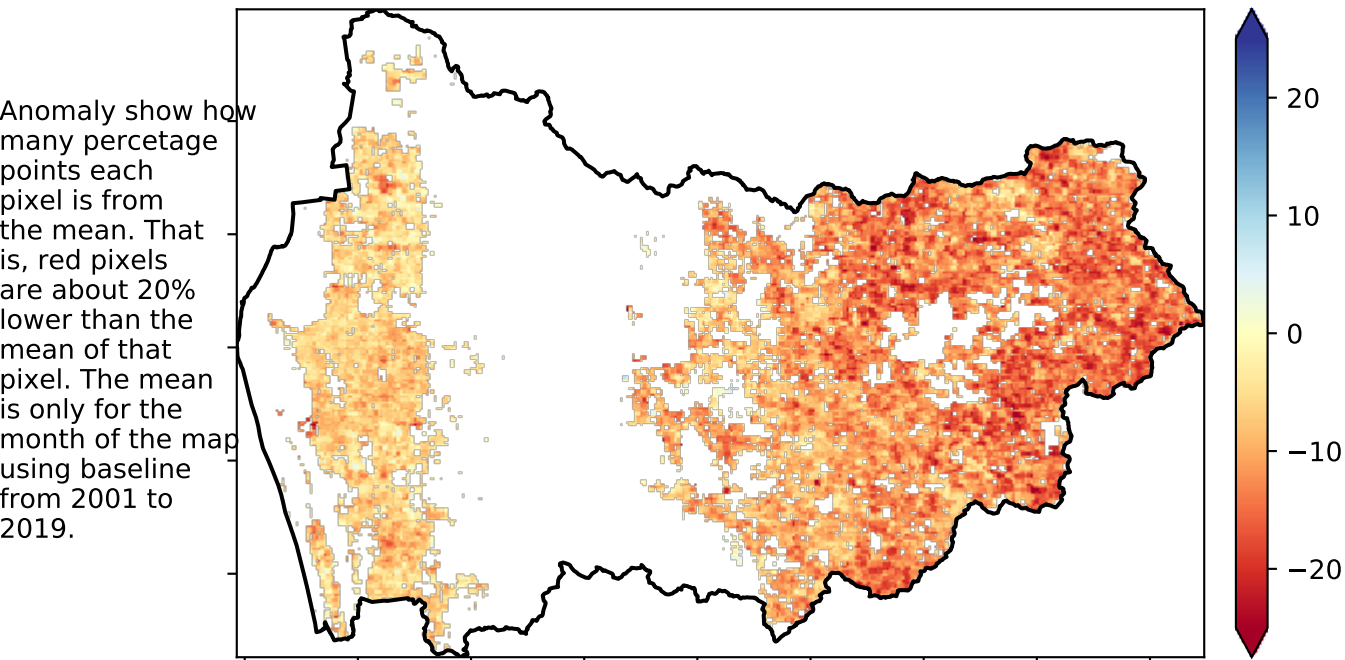 Anomaly show how
many percetage
points each
pixel is from
the mean. That
is, red pixels
are about 20%
lower than the
mean of that
pixel. The mean
is only for the
month of the map
using baseline
from 2001 to
2019.
20
10
0
−10
−20